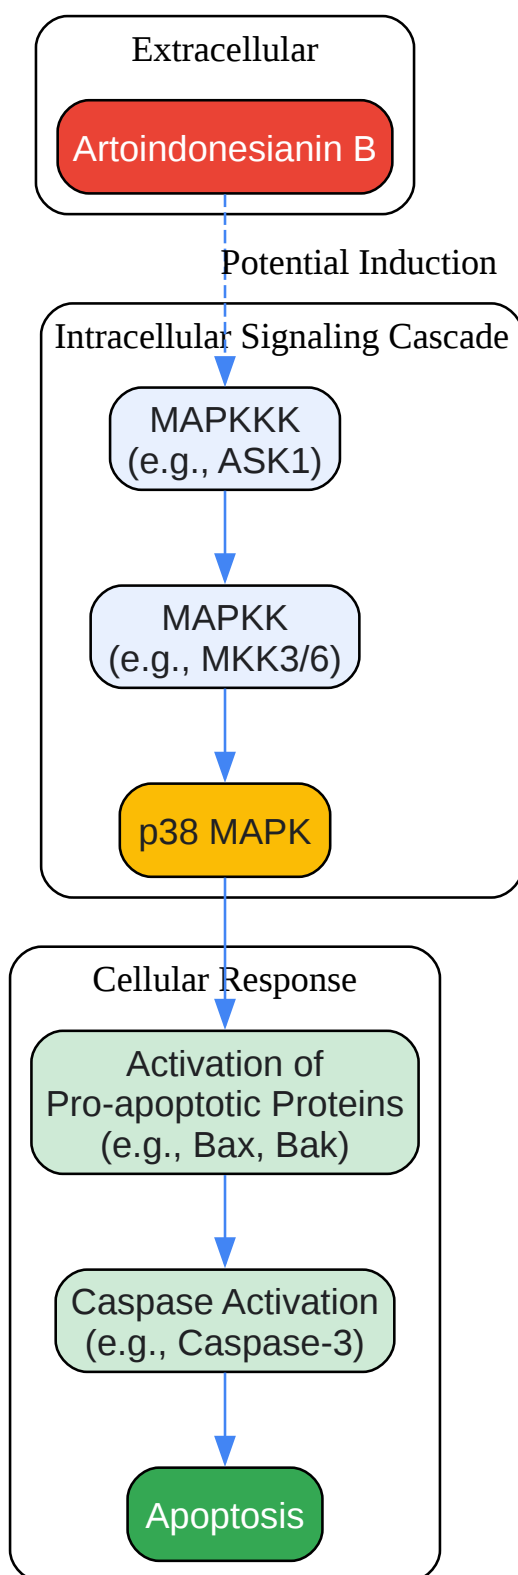 Extracellular
Artoindonesianin B
Potential Induction
Intracellular Signaling Cascade
MAPKKK
(e.g., ASK1)
MAPKK
(e.g., MKK3/6)
p38 MAPK
Cellular Response
Activation of
Pro-apoptotic Proteins
(e.g., Bax, Bak)
Caspase Activation
(e.g., Caspase-3)
Apoptosis